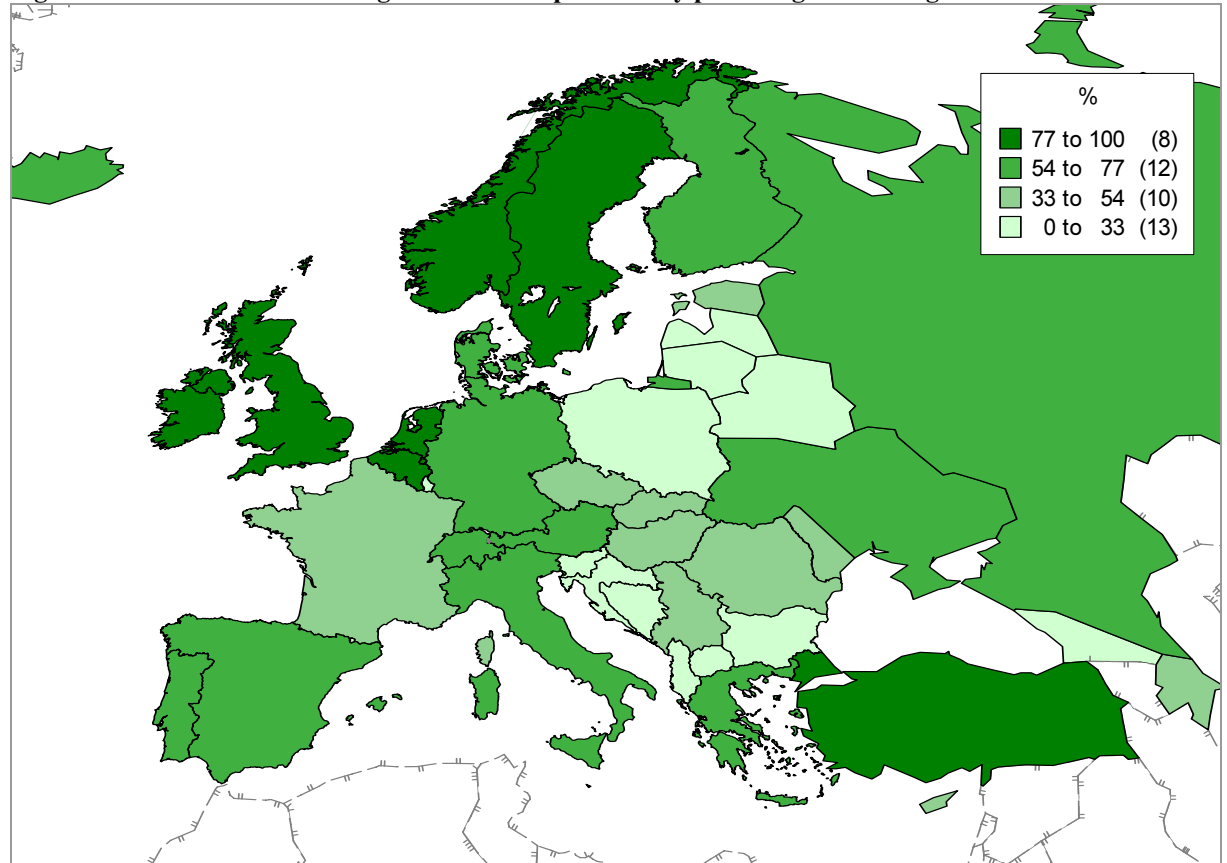 %
77 to 100 (8)
54 to 77 (12)
33 to 54 (10)
0 to 33 (13)